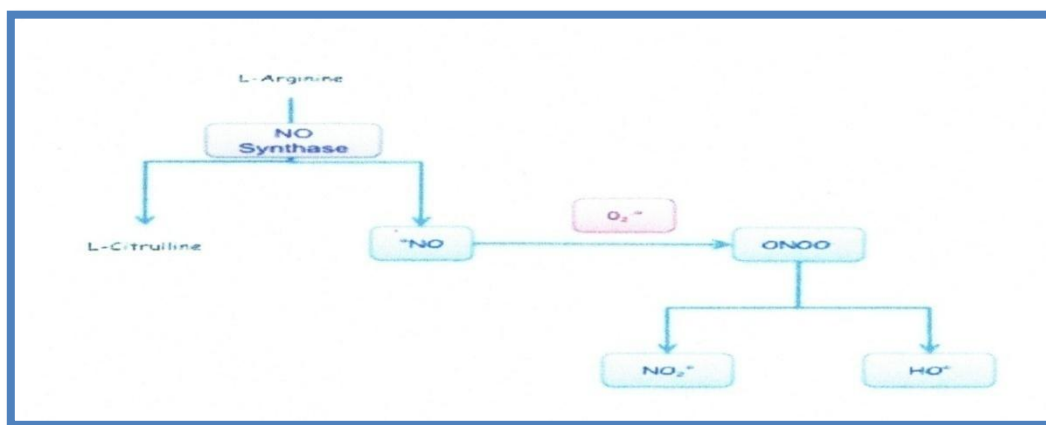 L-Arginine
NO
Synthase
L-Citrulline
•NO
O₂•⁻
ONOO
NO₂•
HO•